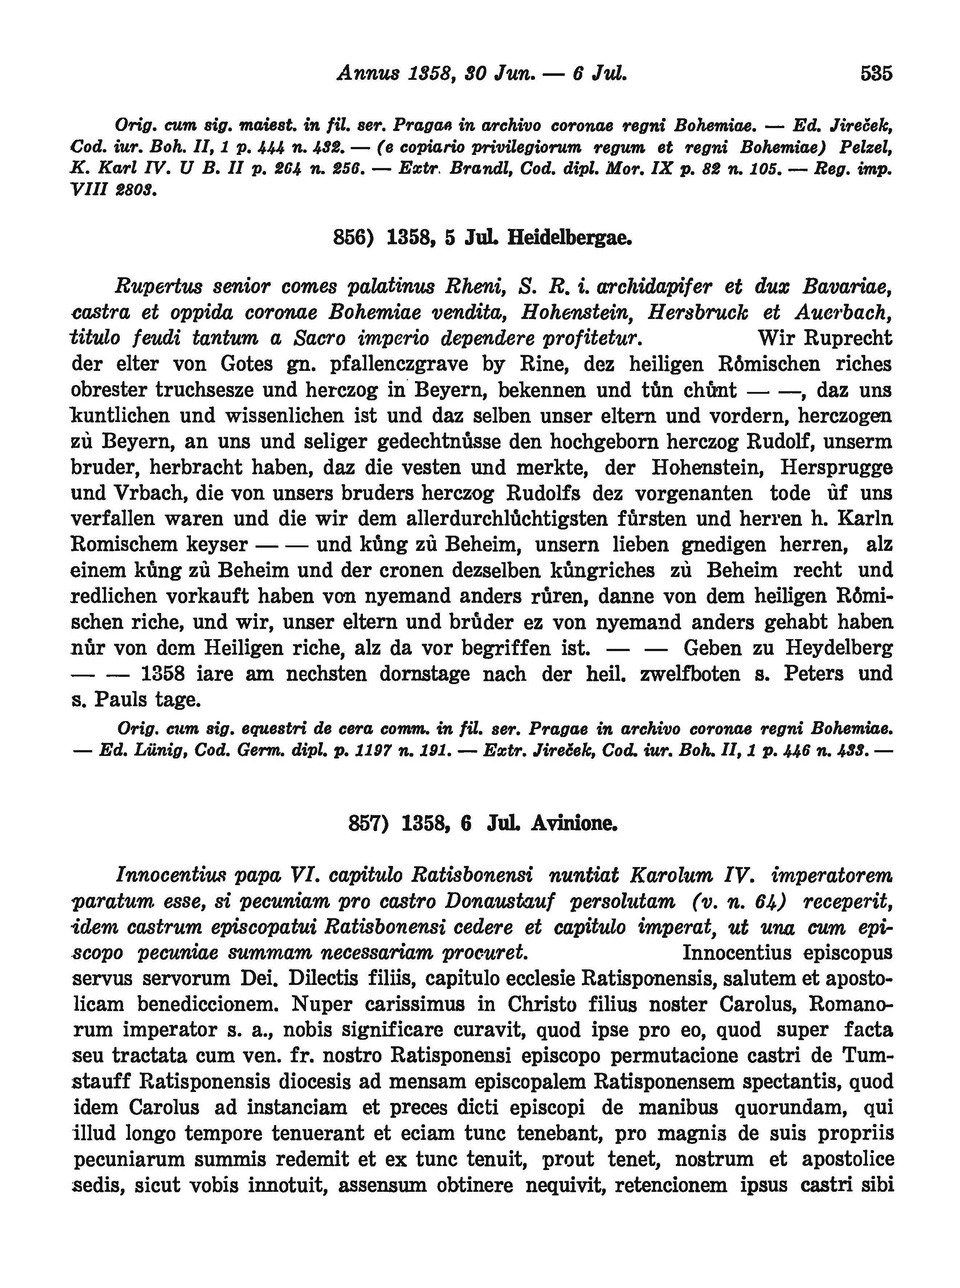 Annus 1358, 30 Jun. — 6 Jul. 535
Orig. cum sig. maiest. in fil. ser. Pragae in archivo coronae regni Bohemiae. — Ed. Jireček,
Cod. iur. Boh. II, 1 p. 444 n. 432. — (e copiario privilegiorum regum et regni Bohemiae) Pelzel,
K. Karl IV. U B. II p. 264 n. 256. — Extr. Brandl, Cod. dipl. Mor. IX p. 82 n. 105. — Reg. imp.
VIII 2803.
856) 1358, 5 Jul. Heidelbergae.
Rupertus senior comes palatinus Rheni, S. R. i. archidapifer et dux Bavariae,
castra et oppida coronae Bohemiae vendita, Hohenstein, Hersbruck et Auerbach,
titulo feudi tantum a Sacro imperio dependere profitetur. Wir Ruprecht
der elter von Gotes gn. pfallenczgrave by Rine, dez heiligen Rômischen riches
obrester truchsesze und herczog in Beyern, bekennen und tůn chůnt — —, daz uns
kuntlichen und wissenlichen ist und daz selben unser eltern und vordern, herczogen
zù Beyern, an uns und seliger gedechtnůsse den hochgeborn herczog Rudolf, unserm
bruder, herbracht haben, daz die vesten und merkte, der Hohenstein, Hersprugge
und Vrbach, die von unsers bruders herczog Rudolfs dez vorgenanten tode ùf uns
verfallen waren und die wir dem allerdurchlůchtigsten fůrsten und herren h. Karln
Romischem keyser — — und kůng zù Beheim, unsern lieben gnedigen herren, alz
einem kůng zù Beheim und der cronen dezselben kůngriches zù Beheim recht und
redlichen vorkauft haben von nyemand anders růren, danne von dem heiligen Rômi-
schen riche, und wir, unser eltern und brůder ez von nyemand anders gehabt haben
nůr von dem Heiligen riche, alz da vor begriffen ist. — — Geben zu Heydelberg
— — 1358 iare am nechsten dornstage nach der heil. zwelfboten s. Peters und
s. Pauls tage.
Orig. cum sig. equestri de cera comm. in fil. ser. Pragae in archivo coronae regni Bohemiae.
— Ed. Lünig, Cod. Germ. dipl. p. 1197 n. 191. — Extr. Jireček, Cod. iur. Boh. II, 1 p. 446 n. 433. —
857) 1358, 6 Jul. Avinione.
Innocentius papa VI. capitulo Ratisbonensi nuntiat Karolum IV. imperatorem
paratum esse, si pecuniam pro castro Donaustauf persolutam (v. n. 64) receperit,
idem castrum episcopatui Ratisbonensi cedere et capitulo imperat, ut una cum epi-
scopo pecuniae summam necessariam procuret. Innocentius episcopus
servus servorum Dei. Dilectis filiis, capitulo ecclesie Ratisponensis, salutem et aposto-
licam benediccionem. Nuper carissimus in Christo filius noster Carolus, Romano-
rum imperator s. a., nobis significare curavit, quod ipse pro eo, quod super facta
seu tractata cum ven. fr. nostro Ratisponensi episcopo permutacione castri de Tum-
stauff Ratisponensis diocesis ad mensam episcopalem Ratisponensem spectantis, quod
idem Carolus ad instanciam et preces dicti episcopi de manibus quorundam, qui
illud longo tempore tenuerant et eciam tunc tenebant, pro magnis de suis propriis
pecuniarum summis redemit et ex tunc tenuit, prout tenet, nostrum et apostolice
sedis, sicut vobis innotuit, assensum obtinere nequivit, retencionem ipsus castri sibi